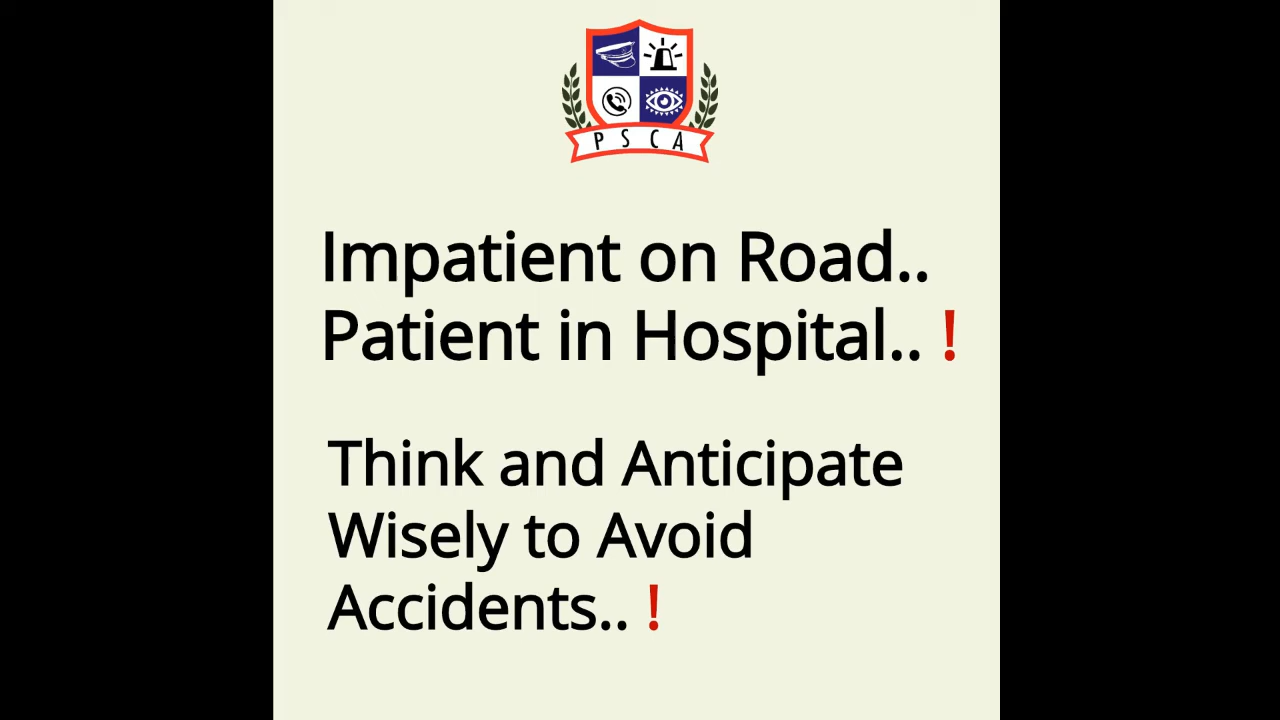 PSCA
Impatient on Road..
Patient in Hospital.. !
Think and Anticipate
Wisely to Avoid
Accidents.. !